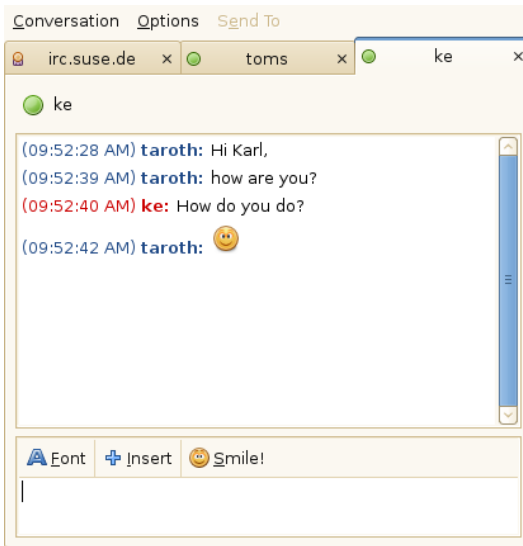 Conversation Options Send To
irc.suse.de toms ke
ke
(09:52:28 AM) taroth: Hi Karl,
(09:52:39 AM) taroth: how are you?
(09:52:40 AM) ke: How do you do?
(09:52:42 AM) taroth:
Font Insert Smile!